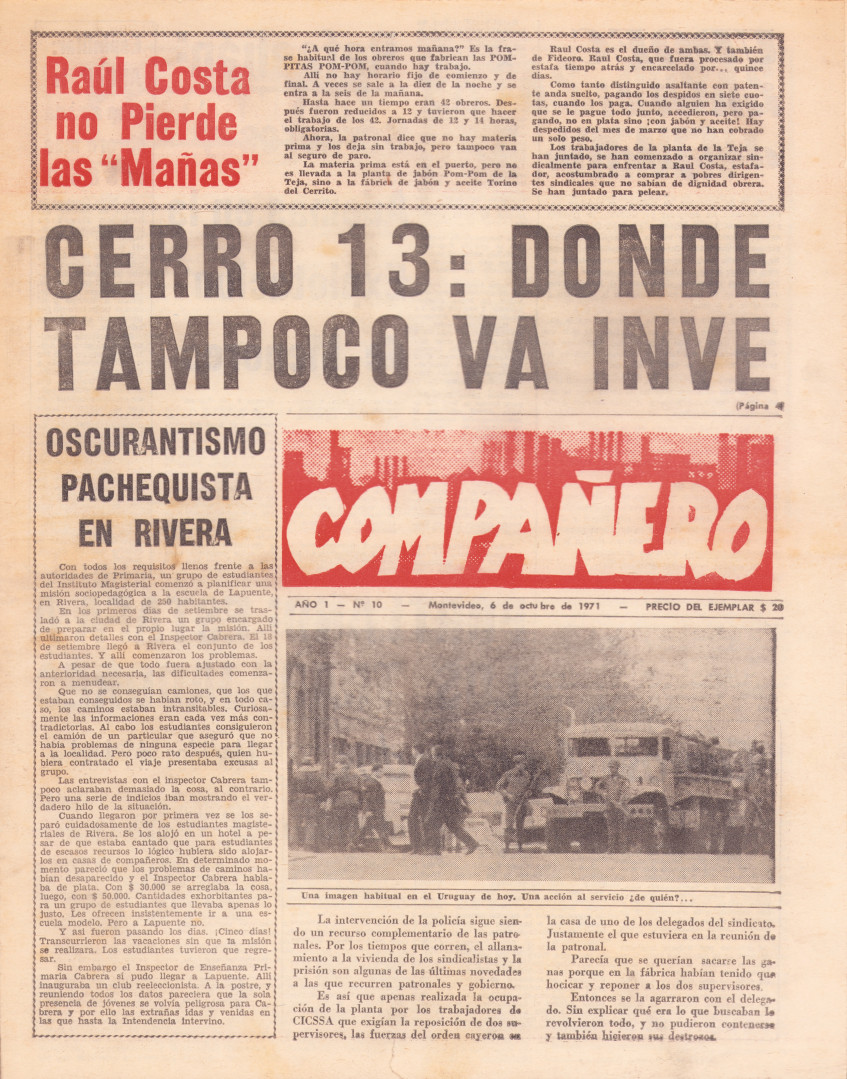 Raúl Costa
no Pierde
las "Mañas"
"¿A qué hora entramos mañana?" Es la fra-
se habitual de los obreros que fabrican las POM-
PITAS POM-POM, cuando hay trabajo.
Allí no hay horario fijo de comienzo y de
final. A veces se sale a la diez de la noche y se
entra a la seis de la mañana.
Hasta hace un tiempo eran 42 obreros. Des-
pués fueron reducidos a 12 y tuvieron que hacer
el trabajo de los 42. Jornadas de 12 y 14 horas,
obligatorias.
Ahora, la patronal dice que no hay materia
prima y los deja sin trabajo, pero tampoco van
al seguro de paro.
La materia prima está en el puerto, pero no
es llevada a la planta de jabón Pom-Pom de la
Teja, sino a la fábrica de jabón y aceite Torino
del Cerrito.
Raul Costa es el dueño de ambas. Y también
de Fideoro. Raul Costa, que fuera procesado por
estafa tiempo atrás y encarcelado por... quince
días.
Como tanto distinguido asaltante con paten-
te anda suelto, pagando los despidos en siete cuo-
tas, cuando los paga. Cuando alguien ha exigido
que se le pague todo junto, accedieron, pero pa-
gando, no en plata sino ¡con jabón y aceite! Hay
despedidos del mes de marzo que no han cobrado
un solo peso.
Los trabajadores de la planta de la Teja se
han juntado, se han comenzado a organizar sin-
dicalmente para enfrentar a Raul Costa, estafa-
dor, acostumbrado a comprar a pobres dirigen-
tes sindicales que no sabían de dignidad obrera.
Se han juntado para pelear.
CERRO 13: DONDE
TAMPOCO VA INVE
(Página 4)
OSCURANTISMO
PACHEQUISTA
EN RIVERA
Con todos los requisitos llenos frente a las
autoridades de Primaria, un grupo de estudiantes
del Instituto Magisterial comenzó a planificar una
misión sociopedagógica a la escuela de Lapuente,
en Rivera, localidad de 250 habitantes.
En los primeros días de setiembre se tras-
ladó a la ciudad de Rivera un grupo encargado
de preparar en el propio lugar la misión. Allí
ultimaron detalles con el Inspector Cabrera. El 13
de setiembre llegó a Rivera el conjunto de los
estudiantes. Y allí comenzaron los problemas.
A pesar de que todo fuera ajustado con la
anterioridad necesaria, las dificultades comenza-
ron a menudear.
Que no se conseguían camiones, que los que
estaban conseguidos se habían roto, y en todo ca-
so, los caminos estaban intransitables. Curiosa-
mente las informaciones eran cada vez más con-
tradictorias. Al cabo los estudiantes consiguieron
el camión de un particular que aseguró que no
había problemas de ninguna especie para llegar
a la localidad. Pero poco rato después, quien hu-
biera contratado el viaje presentaba excusas al
grupo.
Las entrevistas con el inspector Cabrera tam-
poco aclaraban demasiado la cosa, al contrario.
Pero una serie de indicios iban mostrando el ver-
dadero hilo de la situación.
Cuando llegaron por primera vez se los se-
paró cuidadosamente de los estudiantes magiste-
riales de Rivera. Se los alojó en un hotel a pe-
sar de que estaba cantado que para estudiantes
de escasos recursos lo lógico hubiera sido alojar-
los en casas de compañeros. En determinado mo-
mento pareció que los problemas de caminos ha-
bían desaparecido y el Inspector Cabrera habla-
ba de plata. Con $ 30.000 se arreglaba la cosa,
luego, con $ 50.000. Cantidades exhorbitantes pa-
ra un grupo de estudiantes que llevaba apenas lo
justo. Les ofrecen insistentemente ir a una es-
cuela modelo. Pero a Lapuente no.
Y así fueron pasando los días. ¡Cinco días!
Transcurrieron las vacaciones sin que la misión
se realizara. Los estudiantes tuvieron que regre-
sar.
Sin embargo el Inspector de Enseñanza Pri-
maria Cabrera si pudo llegar a Lapuente. Allí
inauguraba un club reeleccionista. A la postre, y
reuniendo todos los datos pareciera que la sola
presencia de jóvenes se volvía peligrosa para Ca-
brera y por ello las extrañas idas y venidas en
las que hasta la Intendencia intervino.
COMPAÑERO
AÑO 1 — Nº 10 — Montevideo, 6 de octubre de 1971 — PRECIO DEL EJEMPLAR $ 20
Una imagen habitual en el Uruguay de hoy. Una acción al servicio ¿de quién?...
La intervención de la policía sigue sien-
do un recurso complementario de las patro-
nales. Por los tiempos que corren, el allana-
miento a la vivienda de los sindicalistas y la
prisión son algunas de las últimas novedades
a las que recurren patronales y gobierno.
Es así que apenas realizada la ocupa-
ción de la planta por los trabajadores de
CICSSA que exigían la reposición de dos su-
pervisores, las fuerzas del orden cayeron en
la casa de uno de los delegados del sindicato.
Justamente el que estuviera en la reunión de
la patronal.
Parecía que se querían sacarse las ga-
nas porque en la fábrica habían tenido que
hocicar y reponer a los dos supervisores.
Entonces se la agarraron con el delega-
do. Sin explicar qué era lo que buscaban lo
revolvieron todo, y no pudieron contenerse
y también hicieron sus destrozos.